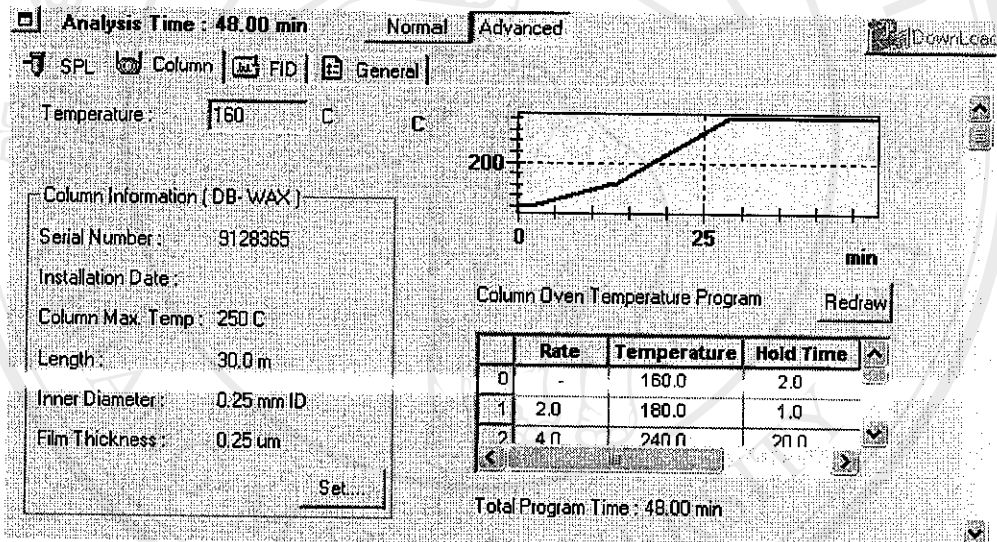 Analysis Time : 48.00 min Normal Advanced DownLoad
SPL Column FID General
Temperature : 160 C
C
200
0 25
min
Column Information ( DB-WAX )
Serial Number : 9128365
Installation Date :
Column Max. Temp : 250 C
Length : 30.0 m
Inner Diameter : 0.25 mm ID
Film Thickness : 0.25 um
Set...
Column Oven Temperature Program Redraw
Rate Temperature Hold Time
0 - 160.0 2.0
1 2.0 180.0 1.0
2 4.0 240.0 20.0
Total Program Time : 48.00 min